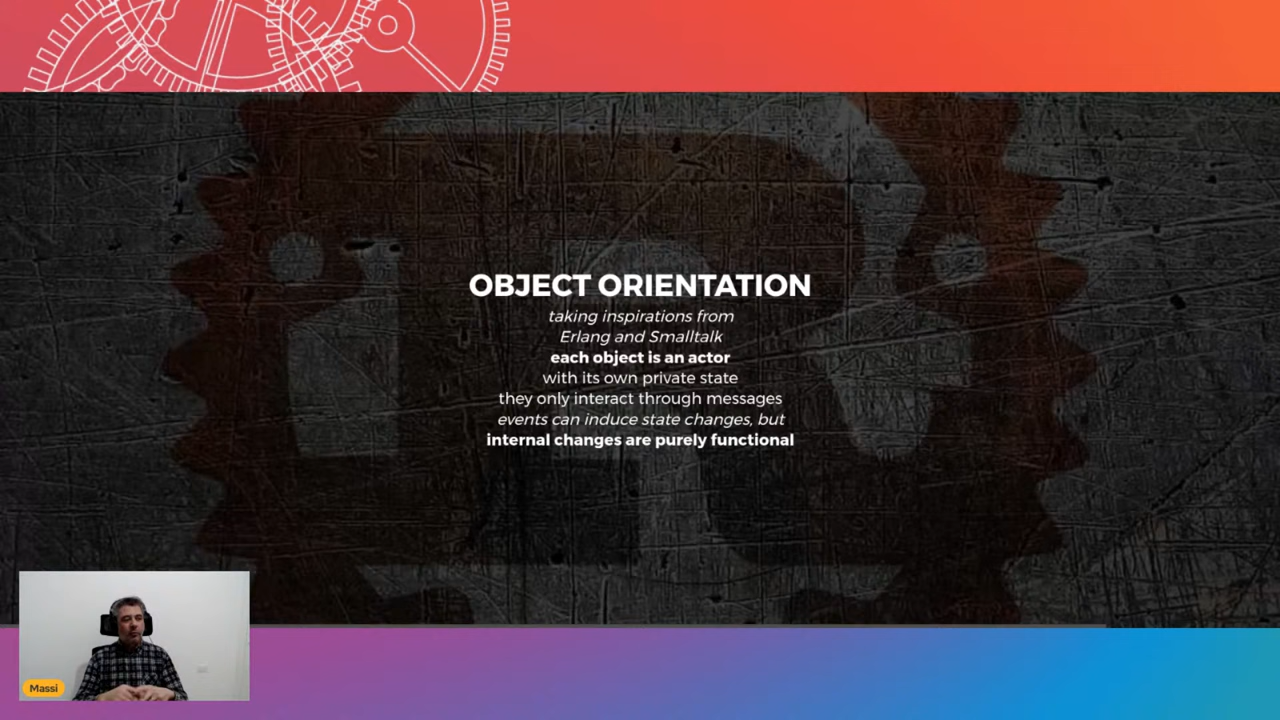 OBJECT ORIENTATION
taking inspirations from
Erlang and Smalltalk
each object is an actor
with its own private state
they only interact through messages
events can induce state changes, but
internal changes are purely functional
Massi